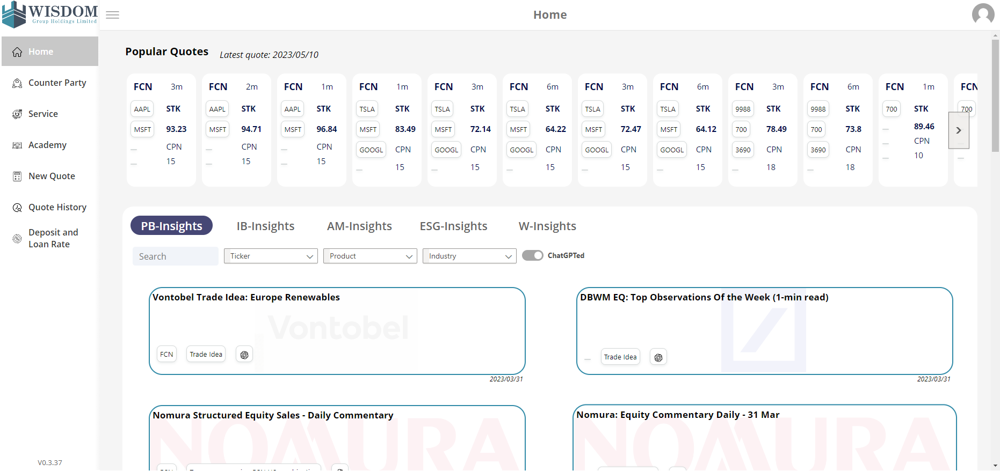 WISDOM
Group Holdings Limited
Home
Home
Counter Party
Service
Academy
New Quote
Quote History
Deposit and
Loan Rate
V0.3.37
Popular Quotes Latest quote: 2023/05/10
FCN 3m
AAPL STK
MSFT 93.23
CPN
15
FCN 2m
AAPL STK
MSFT 94.71
CPN
15
FCN 1m
AAPL STK
MSFT 96.84
CPN
15
FCN 1m
TSLA STK
MSFT 83.49
GOOGL CPN
15
FCN 3m
TSLA STK
MSFT 72.14
GOOGL CPN
15
FCN 6m
TSLA STK
MSFT 64.22
GOOGL CPN
15
FCN 3m
TSLA STK
MSFT 72.47
GOOGL CPN
15
FCN 6m
TSLA STK
MSFT 64.12
GOOGL CPN
15
FCN 3m
9988 STK
700 78.49
3690 CPN
18
FCN 6m
9988 STK
700 73.8
3690 CPN
18
FCN 1m
700 STK
89.46
CPN
10
FCN
700
PB-Insights IB-Insights AM-Insights ESG-Insights W-Insights
Search Ticker Product Industry ChatGPTed
Vontobel Trade Idea: Europe Renewables
Vontobel
FCN Trade Idea
2023/03/31
DBWM EQ: Top Observations Of the Week (1-min read)
Trade Idea
2023/03/31
Nomura Structured Equity Sales - Daily Commentary
NOMURA
Nomura: Equity Commentary Daily - 31 Mar
NOMURA